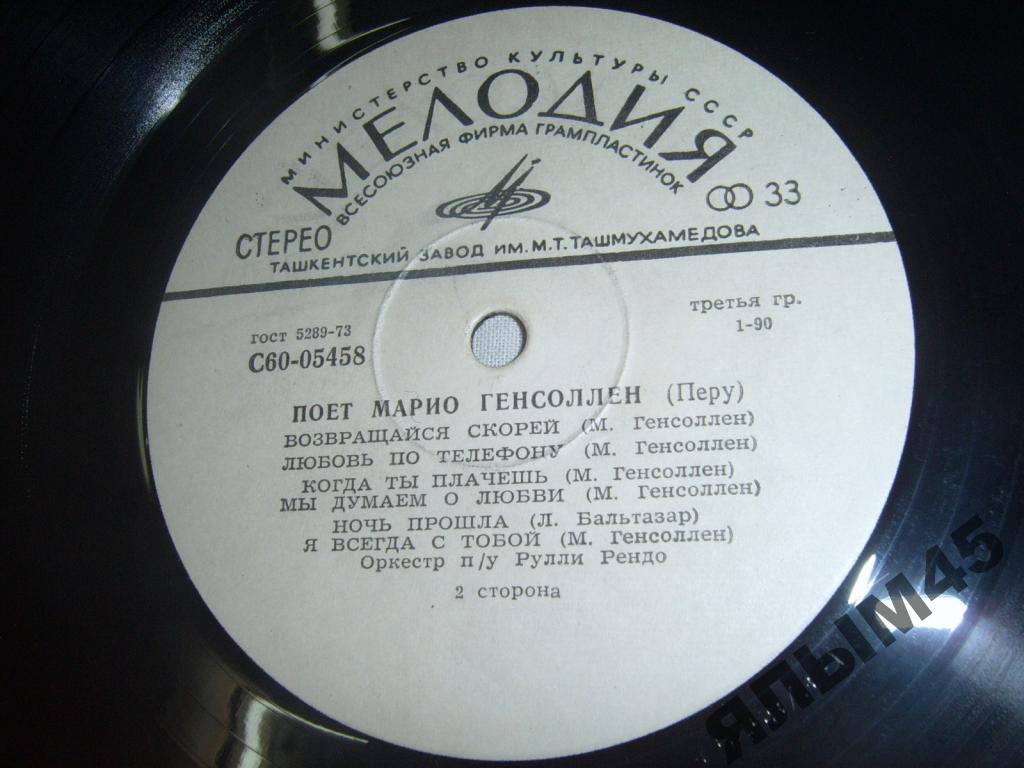 МИНИСТЕРСТВО КУЛЬТУРЫ СССР
МЕЛОДИЯ
ВСЕСОЮЗНАЯ ФИРМА ГРАМПЛАСТИНОК
СТЕРЕО
33
ТАШКЕНТСКИЙ ЗАВОД ИМ. М.Т. ТАШМУХАМЕДОВА
гост 5289-73
третья гр.
С60-05458
1-90
ПОЕТ МАРИО ГЕНСОЛЛЕН (Перу)
ВОЗВРАЩАЙСЯ СКОРЕЙ (М. Генсоллен)
ЛЮБОВЬ ПО ТЕЛЕФОНУ (М. Генсоллен)
КОГДА ТЫ ПЛАЧЕШЬ (М. Генсоллен)
МЫ ДУМАЕМ О ЛЮБВИ (М. Генсоллен)
НОЧЬ ПРОШЛА (Л. Бальтазар)
Я ВСЕГДА С ТОБОЙ (М. Генсоллен)
Оркестр п/у Рулли Рендо
2 сторона
ЯЛЫМ45